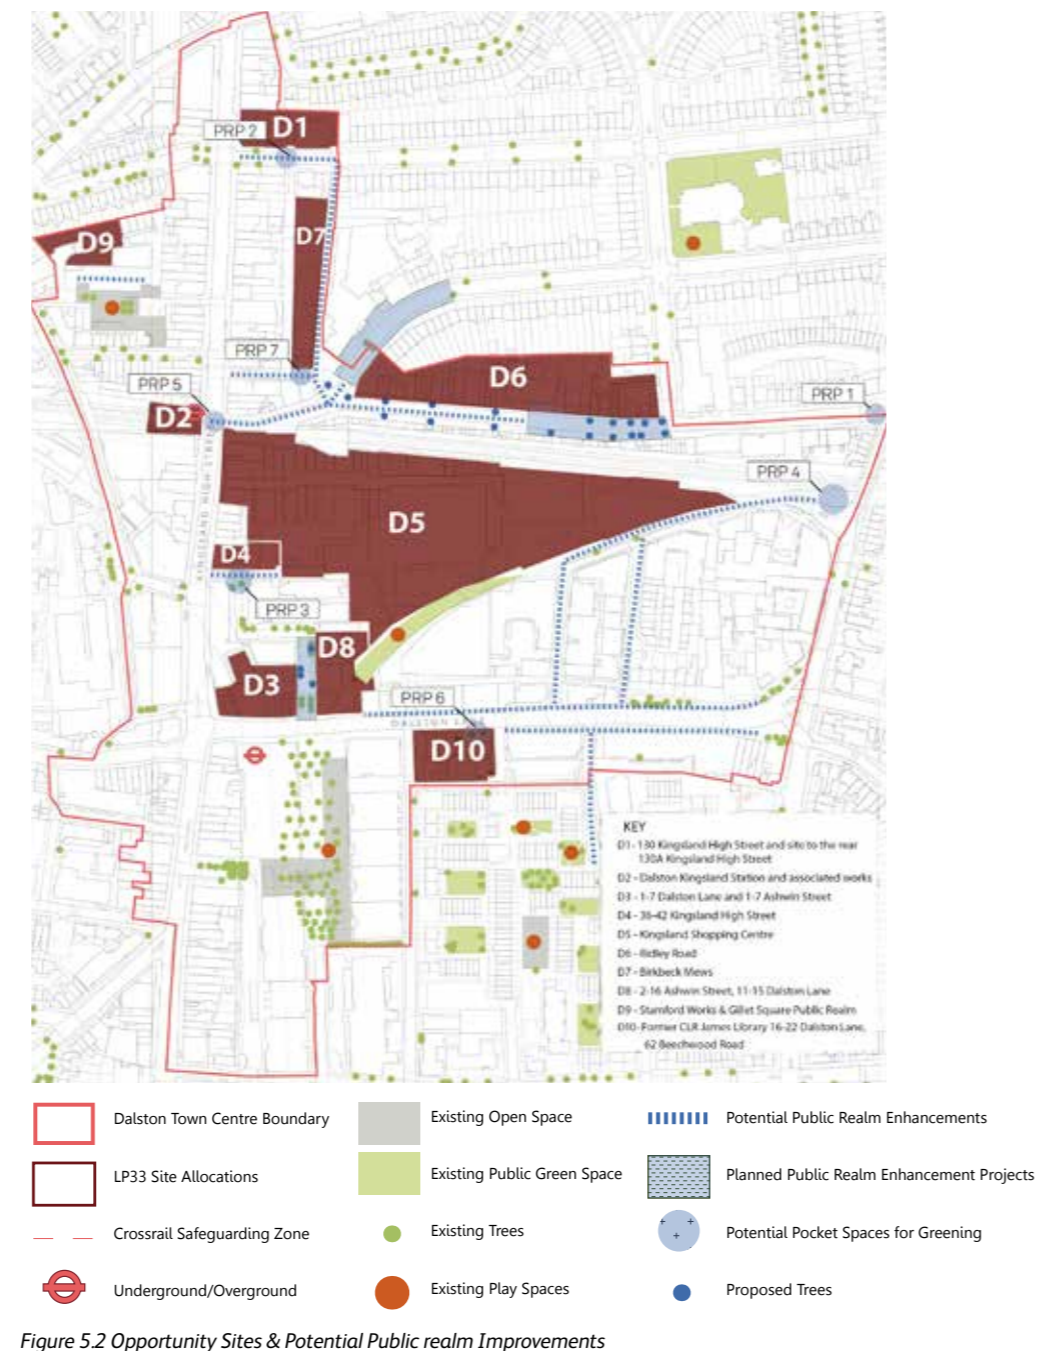 PRP 2
D1
D7
D9
PRP 7
PRP 5
D2
D6
PRP 1
PRP 4
KINGSLAND HIGH STREET
D5
D4
PRP 3
D8
D3
PRP 6
DALSTON LANE
D10
KEY
D1 - 130 Kingsland High Street and site to the rear
130A Kingsland High Street
D2 - Dalston Kingsland Station and associated works
D3 - 1-7 Dalston Lane and 1-7 Ashwin Street
D4 - 36-42 Kingsland High Street
D5 - Kingsland Shopping Centre
D6 - Ridley Road
D7 - Birkbeck Mews
D8 - 2-16 Ashwin Street, 11-15 Dalston Lane
D9 - Stamford Works & Gillet Square Public Realm
D10- Former CLR James Library 16-22 Dalston Lane,
62 Beechwood Road
Dalston Town Centre Boundary
Existing Open Space
Potential Public Realm Enhancements
LP33 Site Allocations
Existing Public Green Space
Planned Public Realm Enhancement Projects
Crossrail Safeguarding Zone
Existing Trees
Potential Pocket Spaces for Greening
Underground/Overground
Existing Play Spaces
Proposed Trees
Figure 5.2 Opportunity Sites & Potential Public realm Improvements